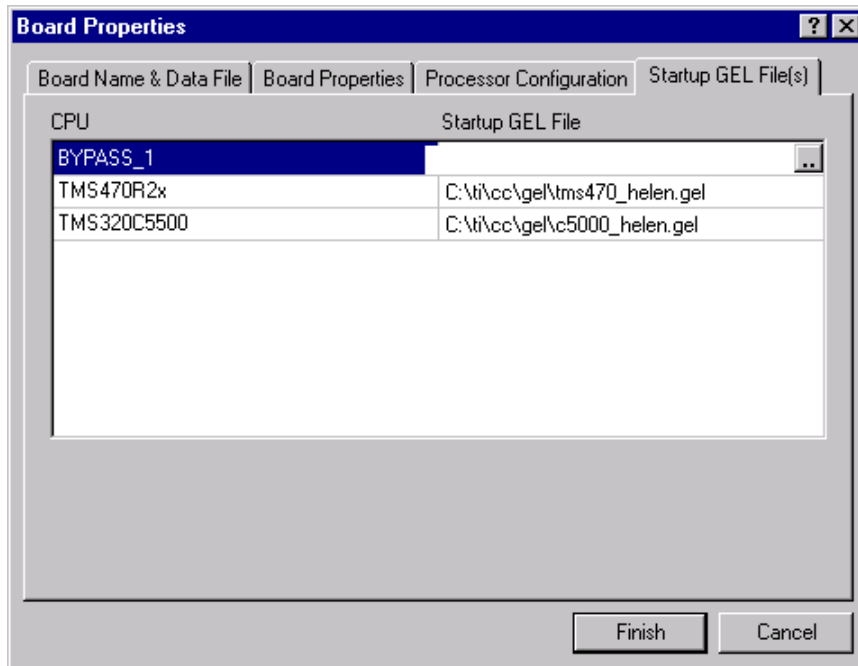 Board Properties ? X
Board Name & Data File Board Properties Processor Configuration Startup GEL File(s)
CPU Startup GEL File
BYPASS_1 ..
TMS470R2x C:\ti\cc\gel\tms470_helen.gel
TMS320C5500 C:\ti\cc\gel\c5000_helen.gel
Finish Cancel